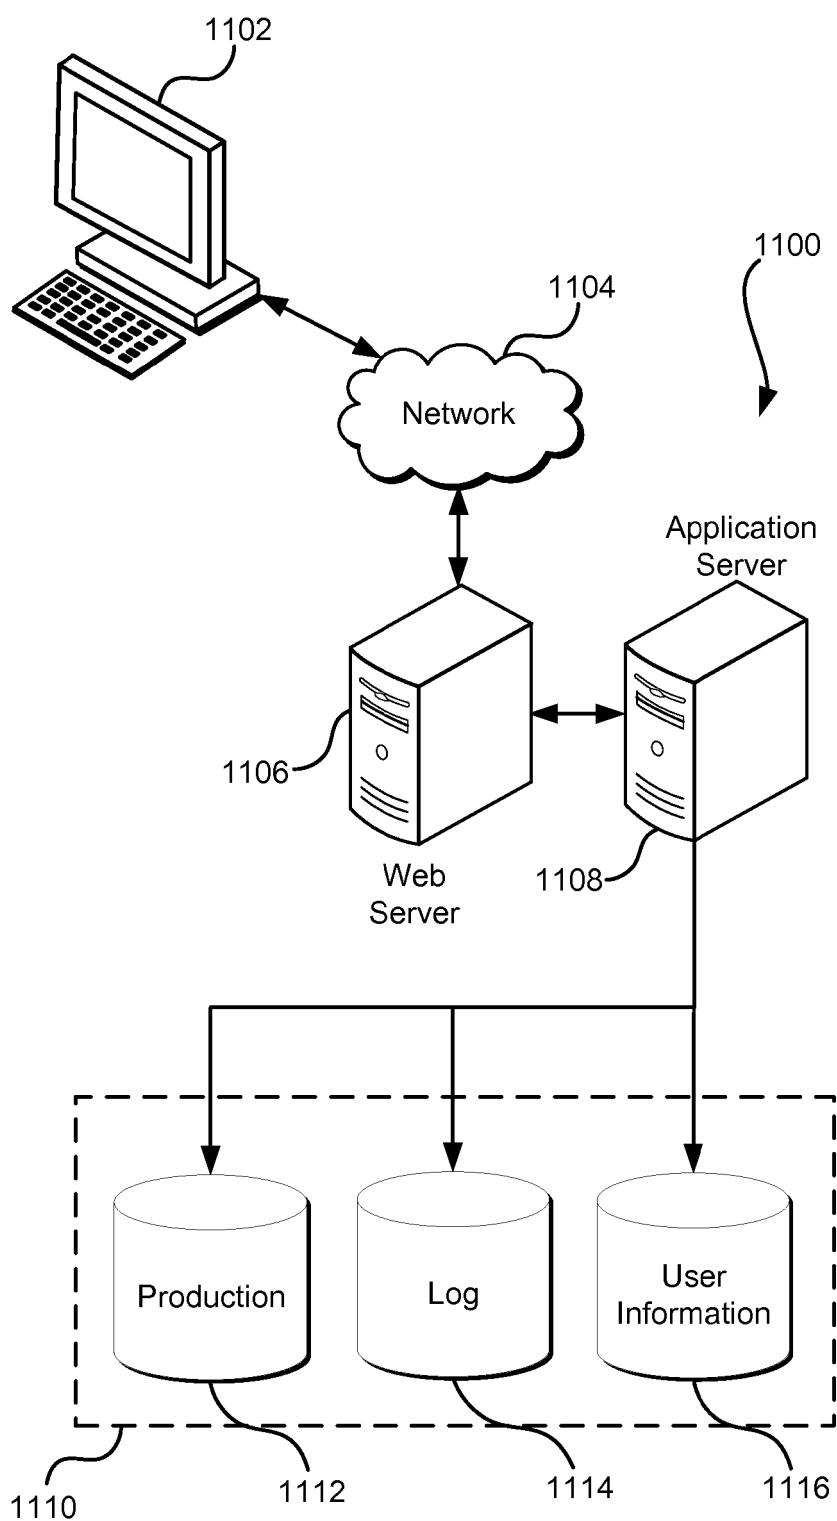 1102
1100
1104
Network
Application
Server
1106
1108
Web
Server
Production
Log
User
Information
1110
1112
1114
1116